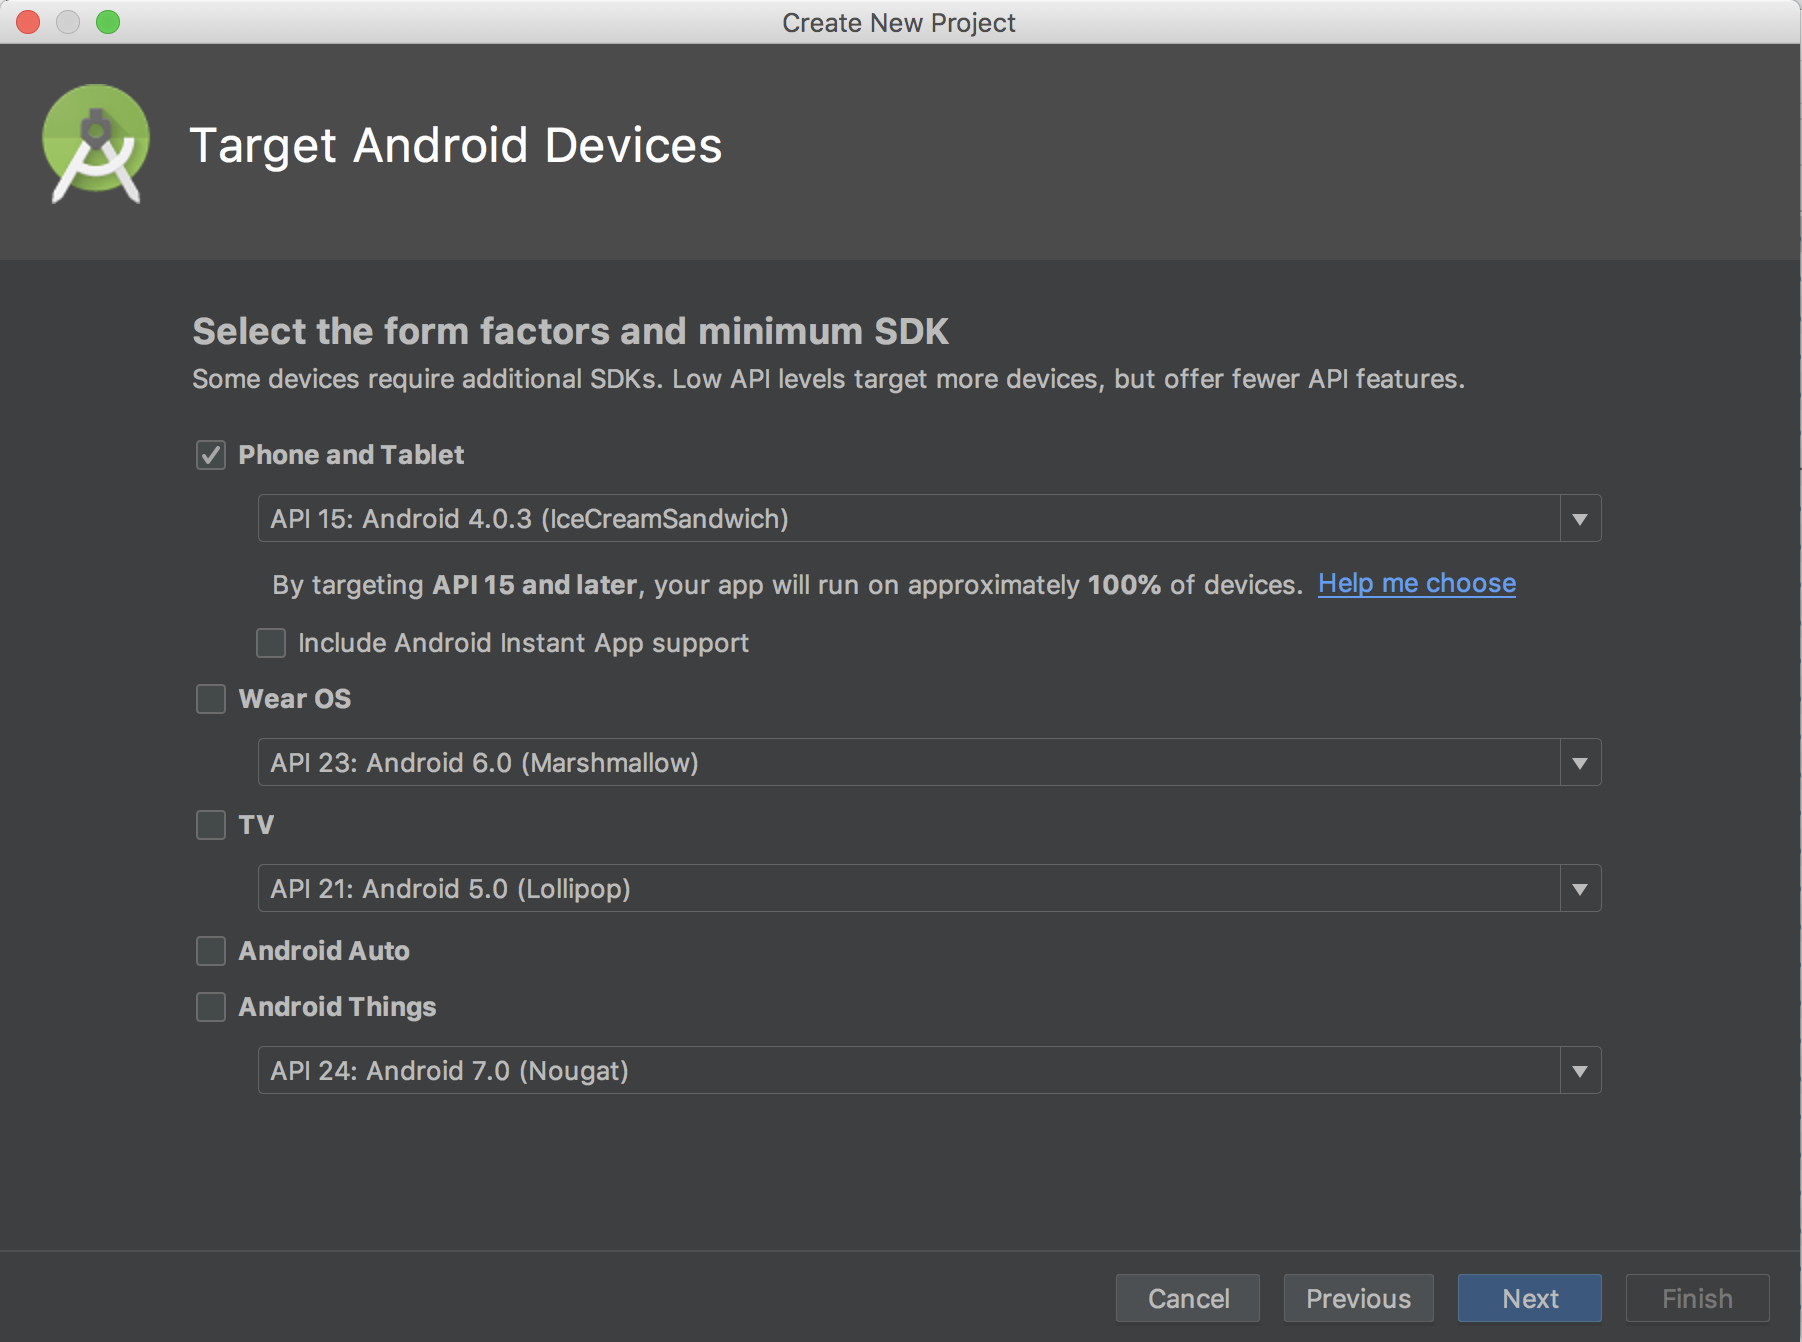 Create New Project
Target Android Devices
Select the form factors and minimum SDK
Some devices require additional SDKs. Low API levels target more devices, but offer fewer API features.
Phone and Tablet
API 15: Android 4.0.3 (IceCreamSandwich)
By targeting API 15 and later, your app will run on approximately 100% of devices. Help me choose
Include Android Instant App support
Wear OS
API 23: Android 6.0 (Marshmallow)
TV
API 21: Android 5.0 (Lollipop)
Android Auto
Android Things
API 24: Android 7.0 (Nougat)
Cancel Previous Next Finish